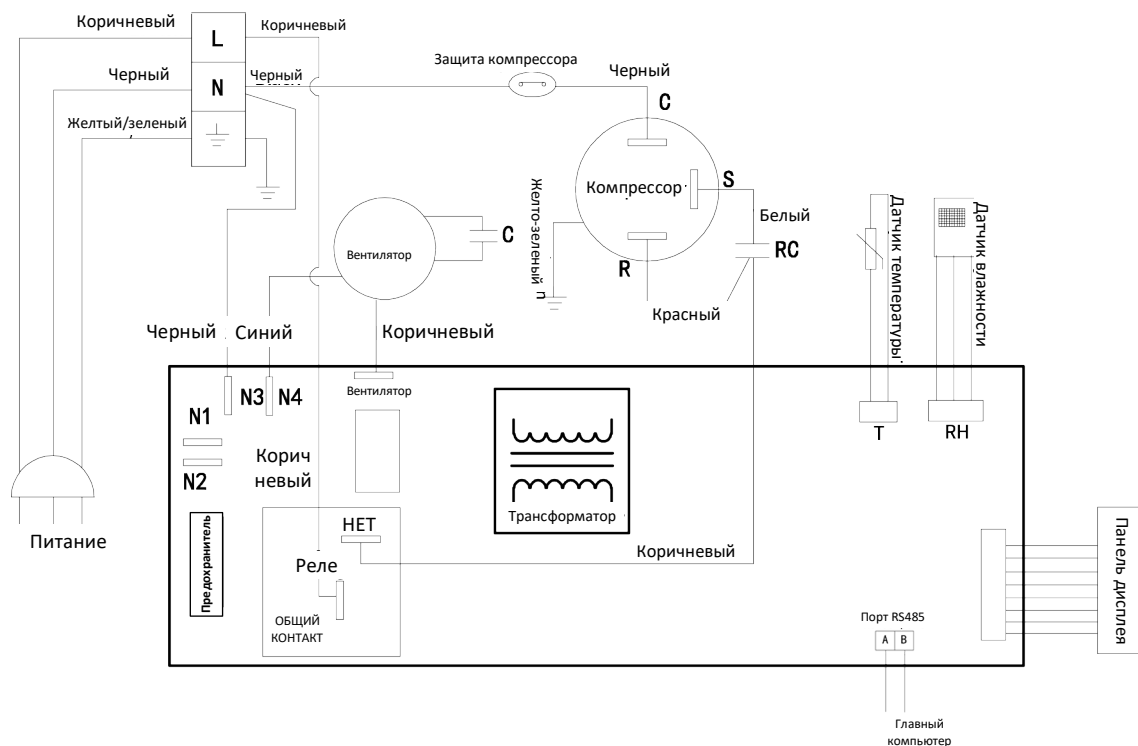 Коричневый
L
Коричневый
Черный
N
Черный
Желтый/зеленый
Защита компрессора
Черный
C
Компрессор
S
Белый
RC
R
Красный
Желто-зеленый п
Вентилятор
C
Датчик температуры
Датчик влажности
Черный
Синий
Коричневый
N3
N4
Вентилятор
N1
N2
Корич
невый
Трансформатор
T
RH
Питание
Предохранитель
НЕТ
Реле
ОБЩИЙ
КОНТАКТ
Коричневый
Порт RS485
A B
Панель дисплея
Главный
компьютер